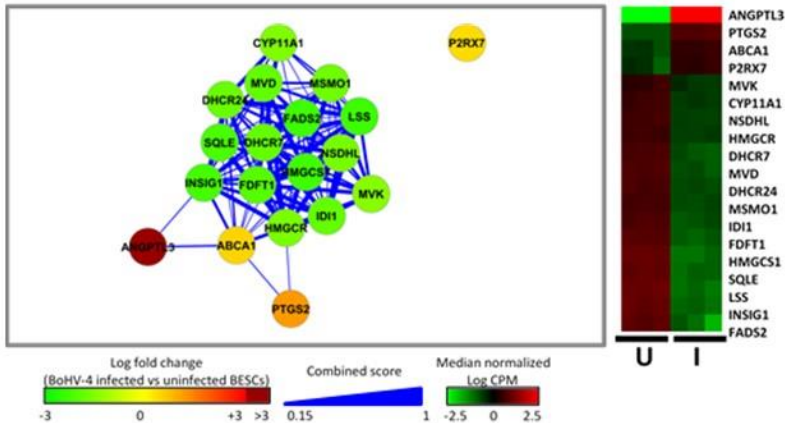 CYP11A1
P2RX7
MVD
MSMO1
DHCR24
FADS2
LSS
SQLE
DHCR7
NSDHL
INSIG1
FDFT1
HMGCS1
MVK
IDI1
HMGCR
ANGPTL3
ABCA1
PTGS2
ANGPTL3
PTGS2
ABCA1
P2RX7
MVK
CYP11A1
NSDHL
HMGCR
DHCR7
MVD
DHCR24
MSMO1
IDI1
FDFT1
HMGCS1
SQLE
LSS
INSIG1
FADS2
U I
Log fold change
(BoHV-4 infected vs uninfected BESCs)
-3 0 +3 >3
Combined score
0.15 1
Median normalized
Log CPM
-2.5 0 2.5